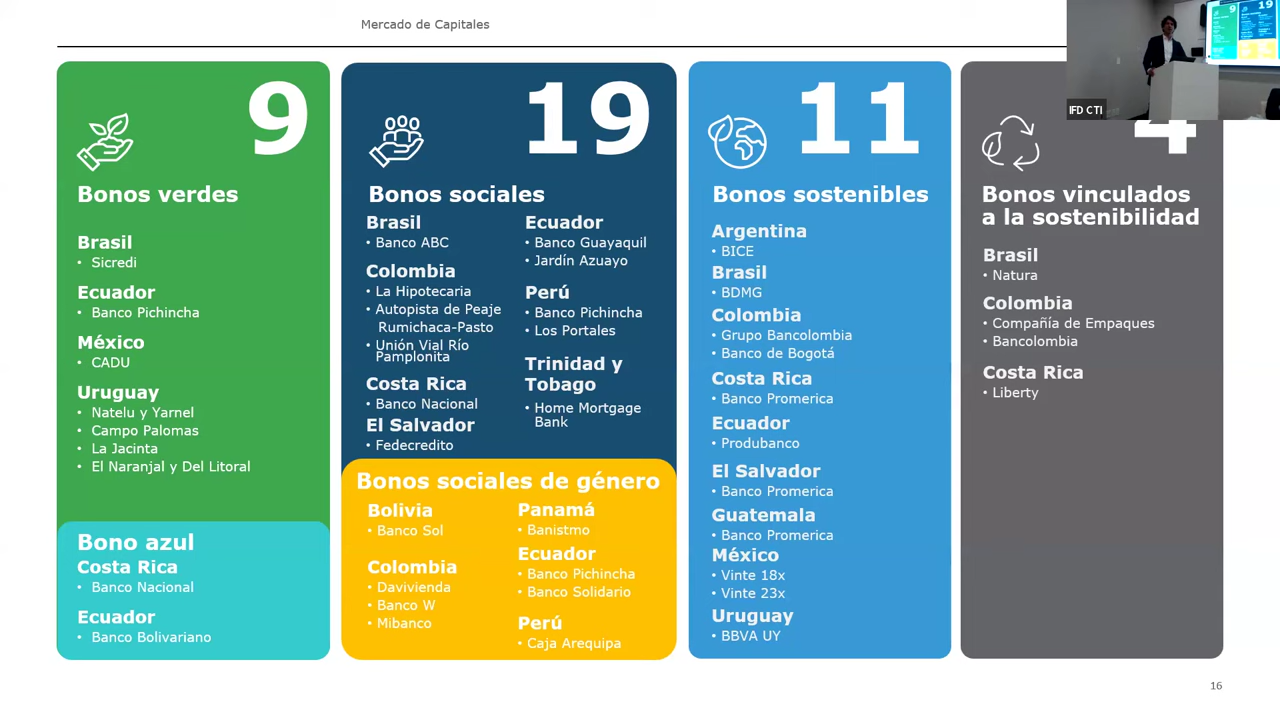 Mercado de Capitales
IFD CTI
9
Bonos verdes
Brasil
• Sicredi
Ecuador
• Banco Pichincha
México
• CADU
Uruguay
• Natelu y Yarnel
• Campo Palomas
• La Jacinta
• El Naranjal y Del Litoral
Bono azul
Costa Rica
• Banco Nacional
Ecuador
• Banco Bolivariano
19
Bonos sociales
Brasil
• Banco ABC
Colombia
• La Hipotecaria
• Autopista de Peaje
Rumichaca-Pasto
• Unión Vial Río
Pamplonita
Costa Rica
• Banco Nacional
El Salvador
• Fedecredito
Ecuador
• Banco Guayaquil
• Jardín Azuayo
Perú
• Banco Pichincha
• Los Portales
Trinidad y
Tobago
• Home Mortgage
Bank
Bonos sociales de género
Bolivia
• Banco Sol
Colombia
• Davivienda
• Banco W
• Mibanco
Panamá
• Banistmo
Ecuador
• Banco Pichincha
• Banco Solidario
Perú
• Caja Arequipa
11
Bonos sostenibles
Argentina
• BICE
Brasil
• BDMG
Colombia
• Grupo Bancolombia
• Banco de Bogotá
Costa Rica
• Banco Promerica
Ecuador
• Produbanco
El Salvador
• Banco Promerica
Guatemala
• Banco Promerica
México
• Vinte 18x
• Vinte 23x
Uruguay
• BBVA UY
4
Bonos vinculados
a la sostenibilidad
Brasil
• Natura
Colombia
• Compañía de Empaques
• Bancolombia
Costa Rica
• Liberty
16